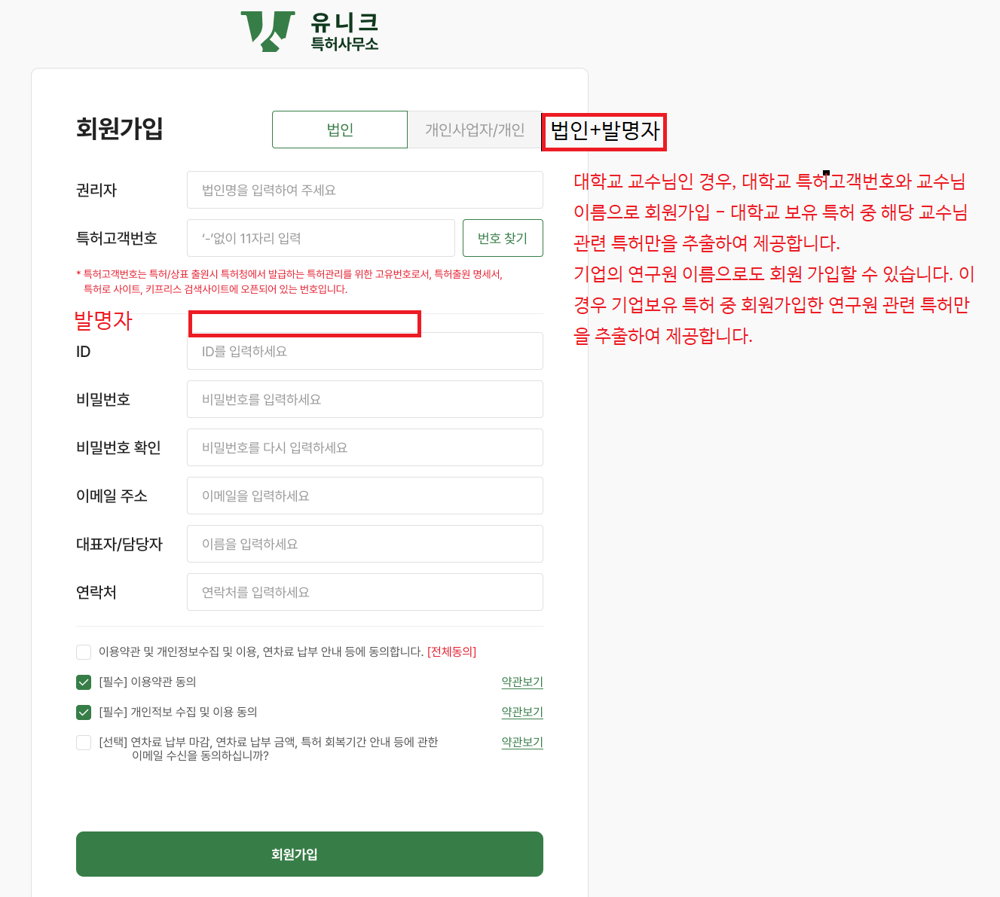 유니크
특허사무소
회원가입
법인
개인사업자/개인
법인+발명자
권리자
법인명을 입력하여 주세요
특허고객번호
‘-’없이 11자리 입력
번호 찾기
* 특허고객번호는 특허/상표 출원시 특허청에서 발급하는 특허관리를 위한 고유번호로서, 특허출원 명세서,
특허로 사이트, 키프리스 검색사이트에 오픈되어 있는 번호입니다.
대학교 교수님인 경우, 대학교 특허고객번호와 교수님
이름으로 회원가입 - 대학교 보유 특허 중 해당 교수님
관련 특허만을 추출하여 제공합니다.
기업의 연구원 이름으로도 회원 가입할 수 있습니다. 이
경우 기업보유 특허 중 회원가입한 연구원 관련 특허만
을 추출하여 제공합니다.
발명자
ID
ID를 입력하세요
비밀번호
비밀번호를 입력하세요
비밀번호 확인
비밀번호를 다시 입력하세요
이메일 주소
이메일을 입력하세요
대표자/담당자
이름을 입력하세요
연락처
연락처를 입력하세요
이용약관 및 개인정보수집 및 이용, 연차료 납부 안내 등에 동의합니다. [전체동의]
[필수] 이용약관 동의
약관보기
[필수] 개인적보 수집 및 이용 동의
약관보기
[선택] 연차료 납부 마감, 연차료 납부 금액, 특허 회복기간 안내 등에 관한
약관보기
이메일 수신을 동의하십니까?
회원가입